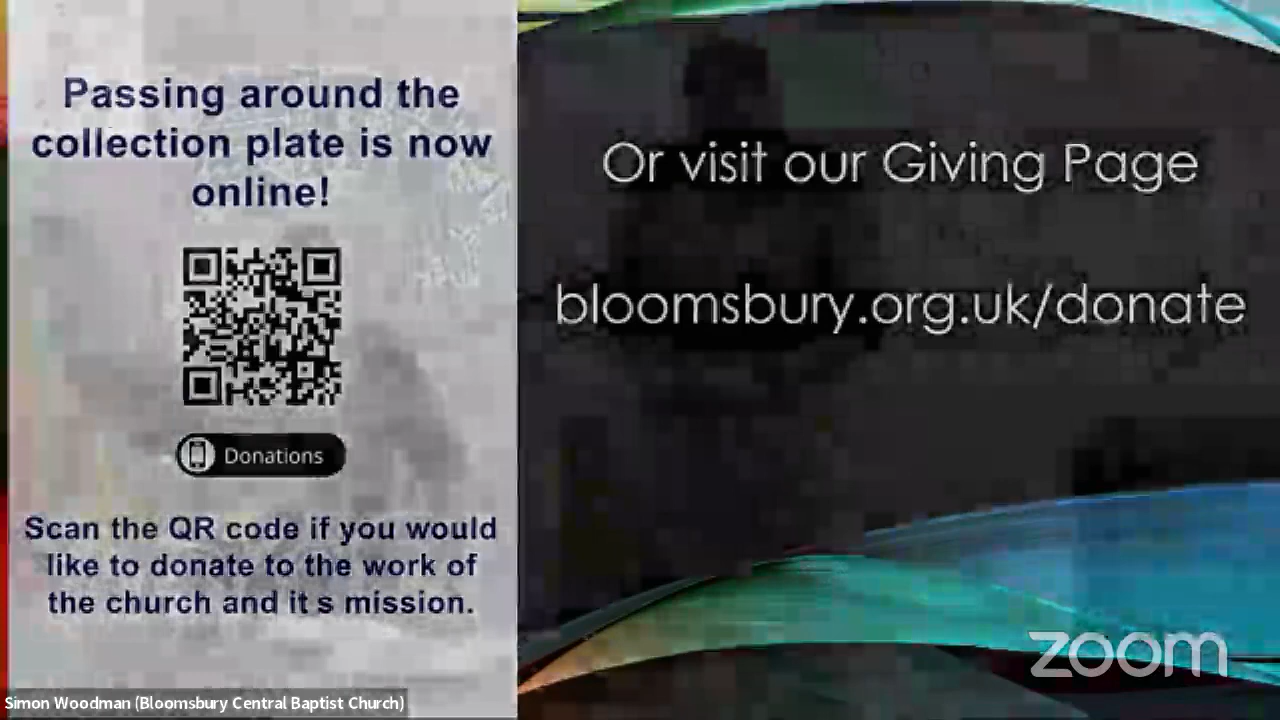 Passing around the
collection plate is now
online!
Donations
Scan the QR code if you would
like to donate to the work of
the church and it s mission.
Or visit our Giving Page
bloomsbury.org.uk/donate
zoom
Simon Woodman (Bloomsbury Central Baptist Church)